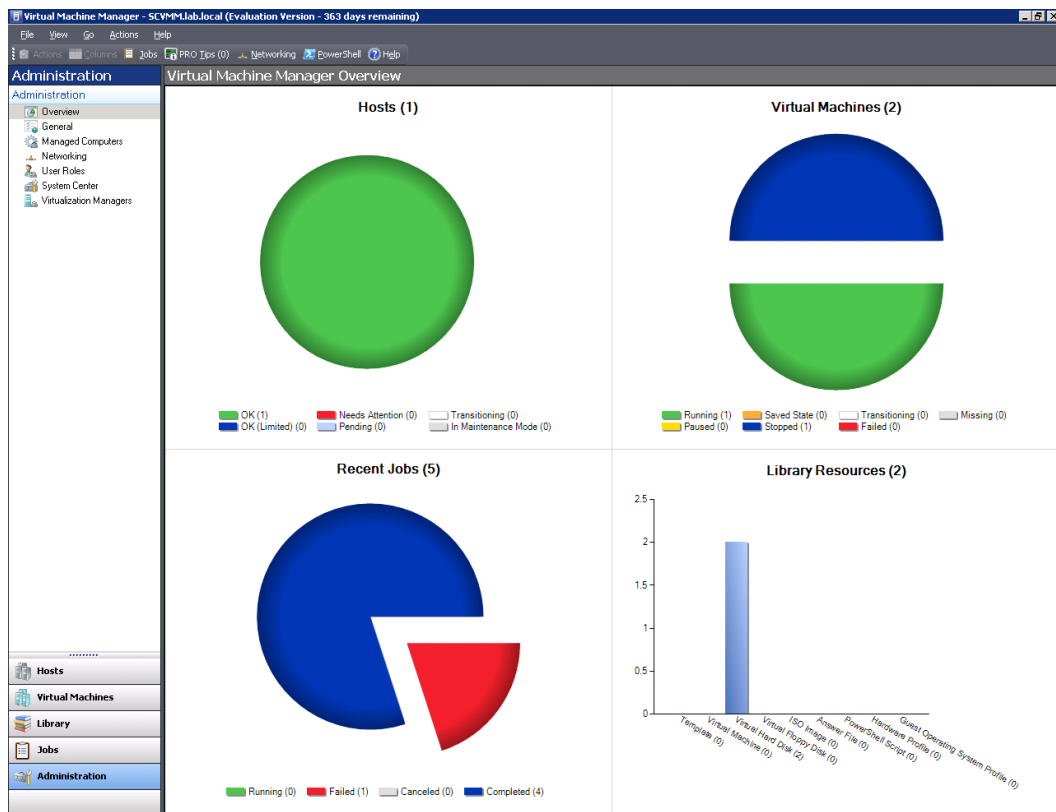 Virtual Machine Manager - SCVMM.lab.local (Evaluation Version - 363 days remaining)
File View Go Actions Help
Actions Columns Jobs PRO Tips (0) Networking PowerShell Help
Administration
Administration
Overview
General
Managed Computers
Networking
User Roles
System Center
Virtualization Managers
Hosts
Virtual Machines
Library
Jobs
Administration
Virtual Machine Manager Overview
Hosts (1)
OK (1) Needs Attention (0) Transitioning (0)
OK (Limited) (0) Pending (0) In Maintenance Mode (0)
Virtual Machines (2)
Running (1) Saved State (0) Transitioning (0) Missing (0)
Paused (0) Stopped (1) Failed (0)
Recent Jobs (5)
Running (0) Failed (1) Canceled (0) Completed (4)
Library Resources (2)
2.5
2
1.5
1
0.5
0
Template (0)
Virtual Machine (0)
Virtual Hard Disk (2)
Virtual Floppy Disk (0)
ISO Image (0)
Answer File (0)
PowerShell Script (0)
Hardware Profile (0)
Guest Operating System Profile (0)